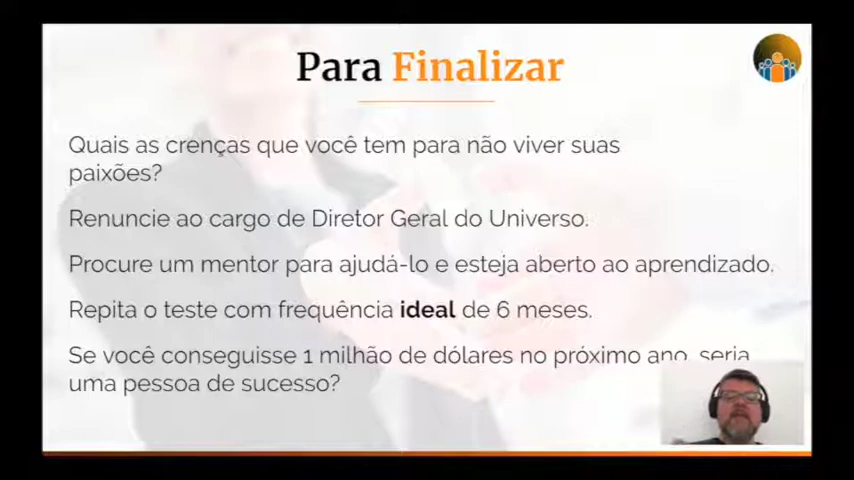 Para Finalizar
Quais as crenças que você tem para não viver suas
paixões?
Renuncie ao cargo de Diretor Geral do Universo.
Procure um mentor para ajudá-lo e esteja aberto ao aprendizado.
Repita o teste com frequência ideal de 6 meses.
Se você conseguisse 1 milhão de dólares no próximo ano, seria
uma pessoa de sucesso?